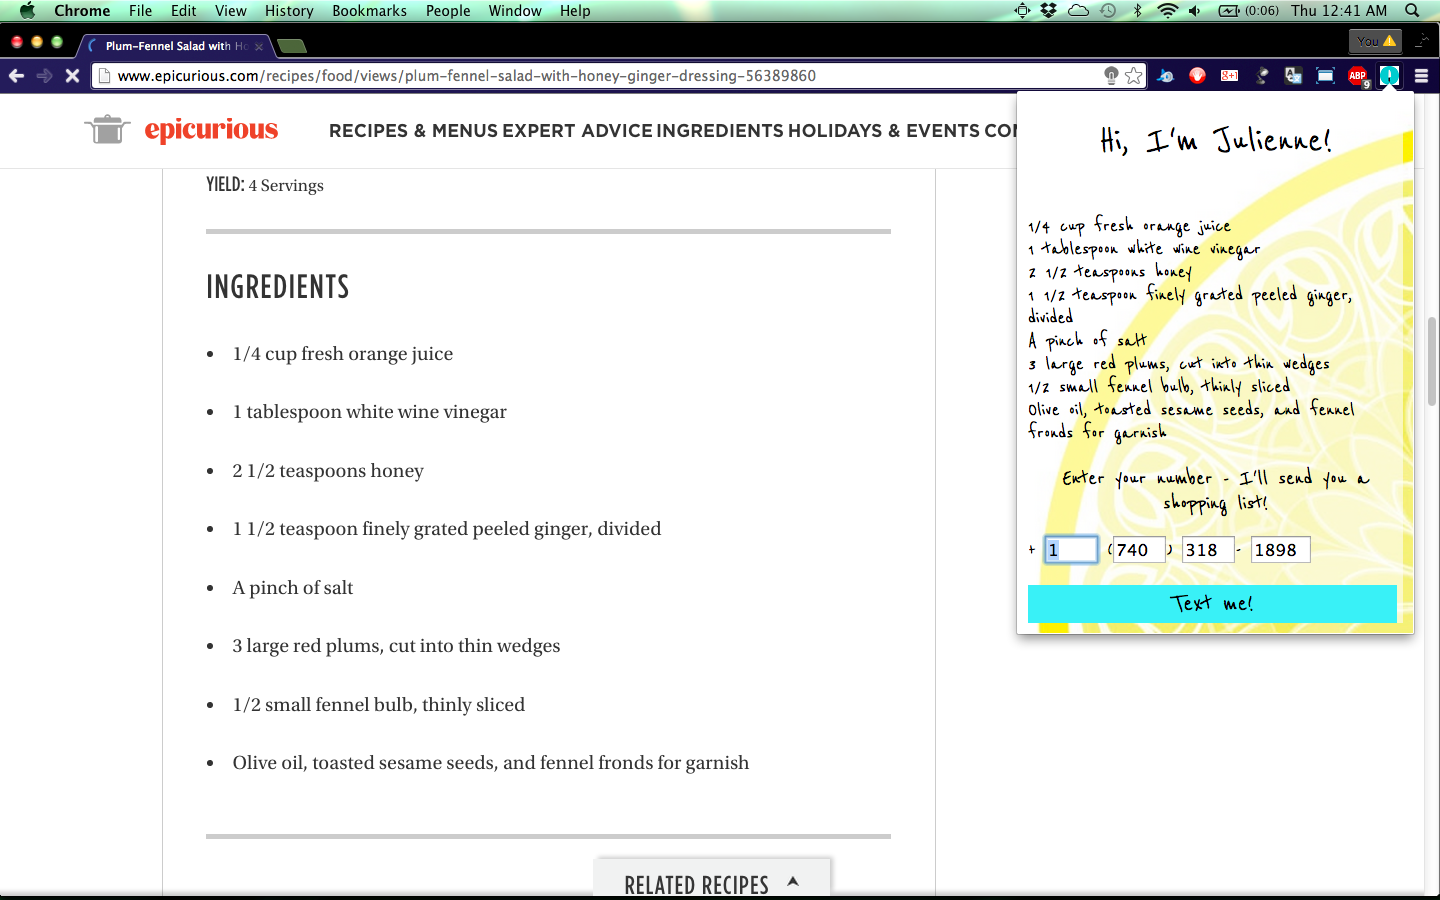 Chrome File Edit View History Bookmarks People Window Help (0:06) Thu 12:41 AM
Plum-Fennel Salad with Ho
You
www.epicurious.com/recipes/food/views/plum-fennel-salad-with-honey-ginger-dressing-56389860
g+1
ABP
9
epicurious
RECIPES & MENUS EXPERT ADVICE INGREDIENTS HOLIDAYS & EVENTS
YIELD: 4 Servings
INGREDIENTS
• 1/4 cup fresh orange juice
• 1 tablespoon white wine vinegar
• 2 1/2 teaspoons honey
• 1 1/2 teaspoon finely grated peeled ginger, divided
• A pinch of salt
• 3 large red plums, cut into thin wedges
• 1/2 small fennel bulb, thinly sliced
• Olive oil, toasted sesame seeds, and fennel fronds for garnish
RELATED RECIPES
Hi, I'm Julienne!
1/4 cup fresh orange juice
1 tablespoon white wine vinegar
2 1/2 teaspoons honey
1 1/2 teaspoon finely grated peeled ginger,
divided
A pinch of salt
3 large red plums, cut into thin wedges
1/2 small fennel bulb, thinly sliced
Olive oil, toasted sesame seeds, and fennel
fronds for garnish
Enter your number - I'll send you a
shopping list!
+ 1 (740) 318 - 1898
Text me!